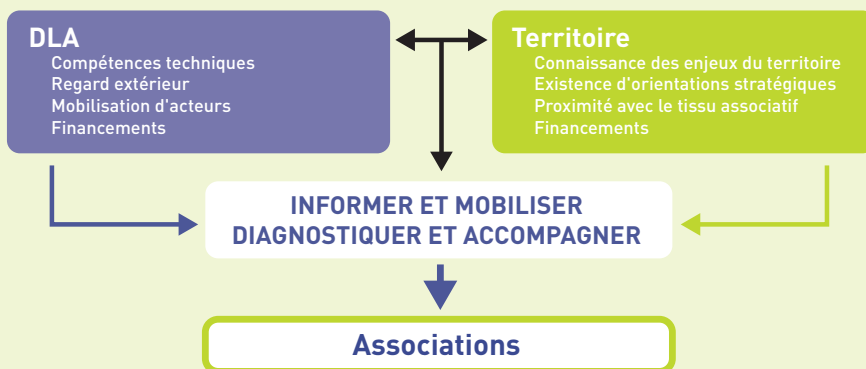 DLA
Compétences techniques
Regard extérieur
Mobilisation d'acteurs
Financements
Territoire
Connaissance des enjeux du territoire
Existence d'orientations stratégiques
Proximité avec le tissu associatif
Financements
INFORMER ET MOBILISER
DIAGNOSTIQUER ET ACCOMPAGNER
Associations